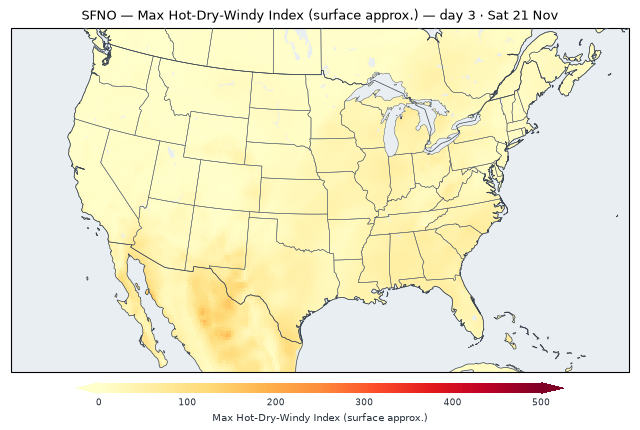 SFNO — Max Hot-Dry-Windy Index (surface approx.) — day 3 · Sat 21 Nov
0 100 200 300 400 500
Max Hot-Dry-Windy Index (surface approx.)